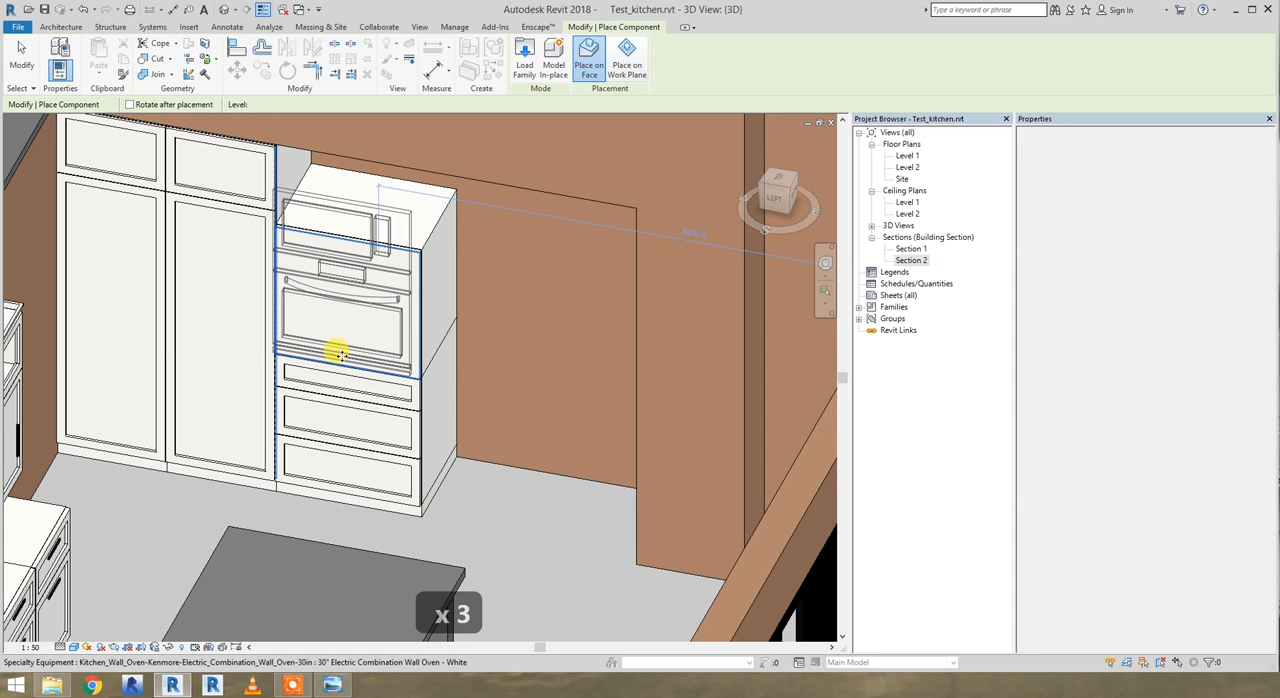 Autodesk Revit 2018 - Test_kitchen.rvt - 3D View: {3D}
Type a keyword or phrase
Sign In
File Architecture Structure Systems Insert Annotate Analyze Massing & Site Collaborate View Manage Add-Ins Enscape™ Modify | Place Component
Modify
Paste
Cope
Cut
Join
Load Family
Model In-place
Place on Face
Place on Work Plane
Select Properties Clipboard Geometry Modify View Measure Create Mode Placement
Modify | Place Component Rotate after placement Level:
Project Browser - Test_kitchen.rvt
Properties
Views (all)
Floor Plans
Level 1
Level 2
Site
Ceiling Plans
Level 1
Level 2
3D Views
Sections (Building Section)
Section 1
Section 2
Legends
Schedules/Quantities
Sheets (all)
Families
Groups
Revit Links
LEFT
S
x 3
1 : 50
Specialty Equipment : Kitchen_Wall_Oven-Kenmore-Electric_Combination_Wall_Oven-30in : 30" Electric Combination Wall Oven - White
:0
Main Model
:0